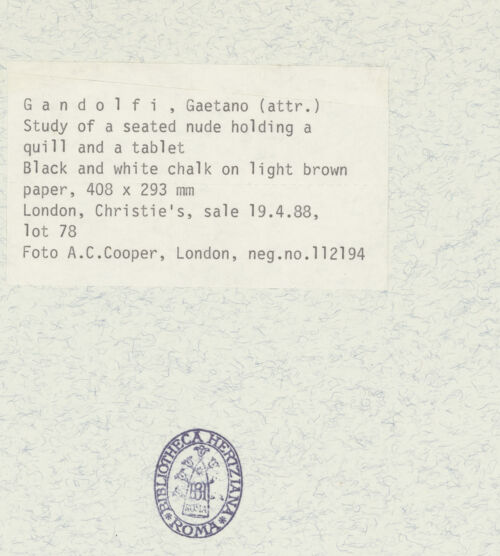 Gandolfi, Gaetano (attr.)
Study of a seated nude holding a
quill and a tablet
Black and white chalk on light brown
paper, 408 x 293 mm
London, Christie's, sale 19.4.88,
lot 78
Foto A.C.Cooper, London, neg.no.112194
BIBLIOTHECA HERTZIANA
ROMA